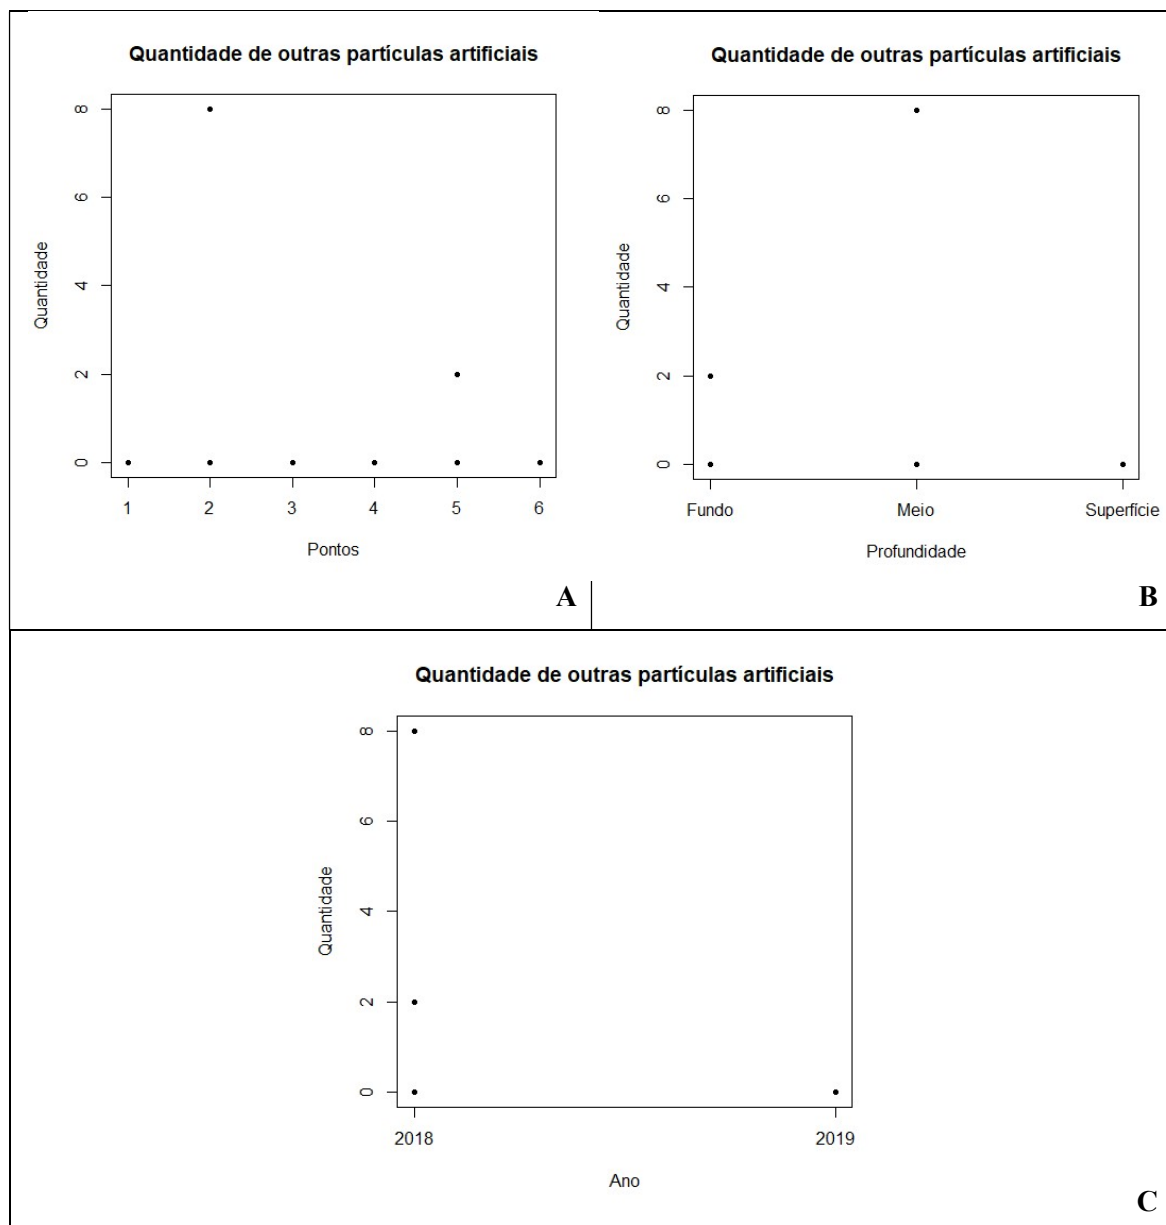 Quantidade de outras partículas artificiais
8
6
4
2
0
Quantidade
1 2 3 4 5 6
Pontos
A
Quantidade de outras partículas artificiais
8
6
4
2
0
Quantidade
Fundo Meio Superfície
Profundidade
B
Quantidade de outras partículas artificiais
8
6
4
2
0
Quantidade
2018 2019
Ano
C